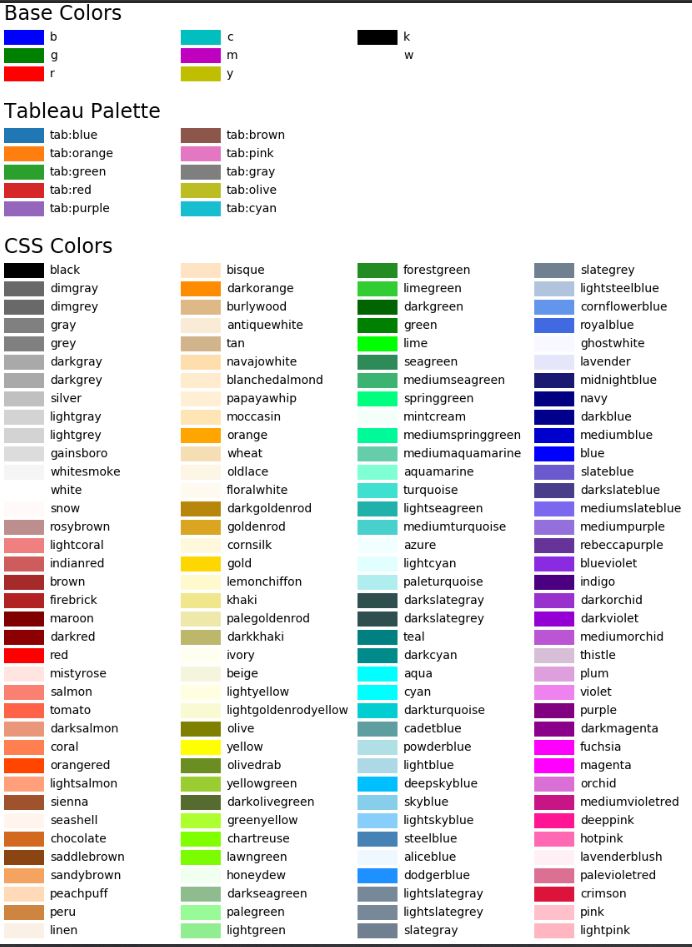 Base Colors
b
g
r
c
m
y
k
w
Tableau Palette
tab:blue
tab:orange
tab:green
tab:red
tab:purple
tab:brown
tab:pink
tab:gray
tab:olive
tab:cyan
CSS Colors
black
dimgray
dimgrey
gray
grey
darkgray
darkgrey
silver
lightgray
lightgrey
gainsboro
whitesmoke
white
snow
rosybrown
lightcoral
indianred
brown
firebrick
maroon
darkred
red
mistyrose
salmon
tomato
darksalmon
coral
orangered
lightsalmon
sienna
seashell
chocolate
saddlebrown
sandybrown
peachpuff
peru
linen
bisque
darkorange
burlywood
antiquewhite
tan
navajowhite
blanchedalmond
papayawhip
moccasin
orange
wheat
oldlace
floralwhite
darkgoldenrod
goldenrod
cornsilk
gold
lemonchiffon
khaki
palegoldenrod
darkkhaki
ivory
beige
lightyellow
lightgoldenrodyellow
olive
yellow
olivedrab
yellowgreen
darkolivegreen
greenyellow
chartreuse
lawngreen
honeydew
darkseagreen
palegreen
lightgreen
forestgreen
limegreen
darkgreen
green
lime
seagreen
mediumseagreen
springgreen
mintcream
mediumspringgreen
mediumaquamarine
aquamarine
turquoise
lightseagreen
mediumturquoise
azure
lightcyan
paleturquoise
darkslategray
darkslategrey
teal
darkcyan
aqua
cyan
darkturquoise
cadetblue
powderblue
lightblue
deepskyblue
skyblue
lightskyblue
steelblue
aliceblue
dodgerblue
lightslategray
lightslategrey
slategray
slategrey
lightsteelblue
cornflowerblue
royalblue
ghostwhite
lavender
midnightblue
navy
darkblue
mediumblue
blue
slateblue
darkslateblue
mediumslateblue
mediumpurple
rebeccapurple
blueviolet
indigo
darkorchid
darkviolet
mediumorchid
thistle
plum
violet
purple
darkmagenta
fuchsia
magenta
orchid
mediumvioletred
deeppink
hotpink
lavenderblush
palevioletred
crimson
pink
lightpink